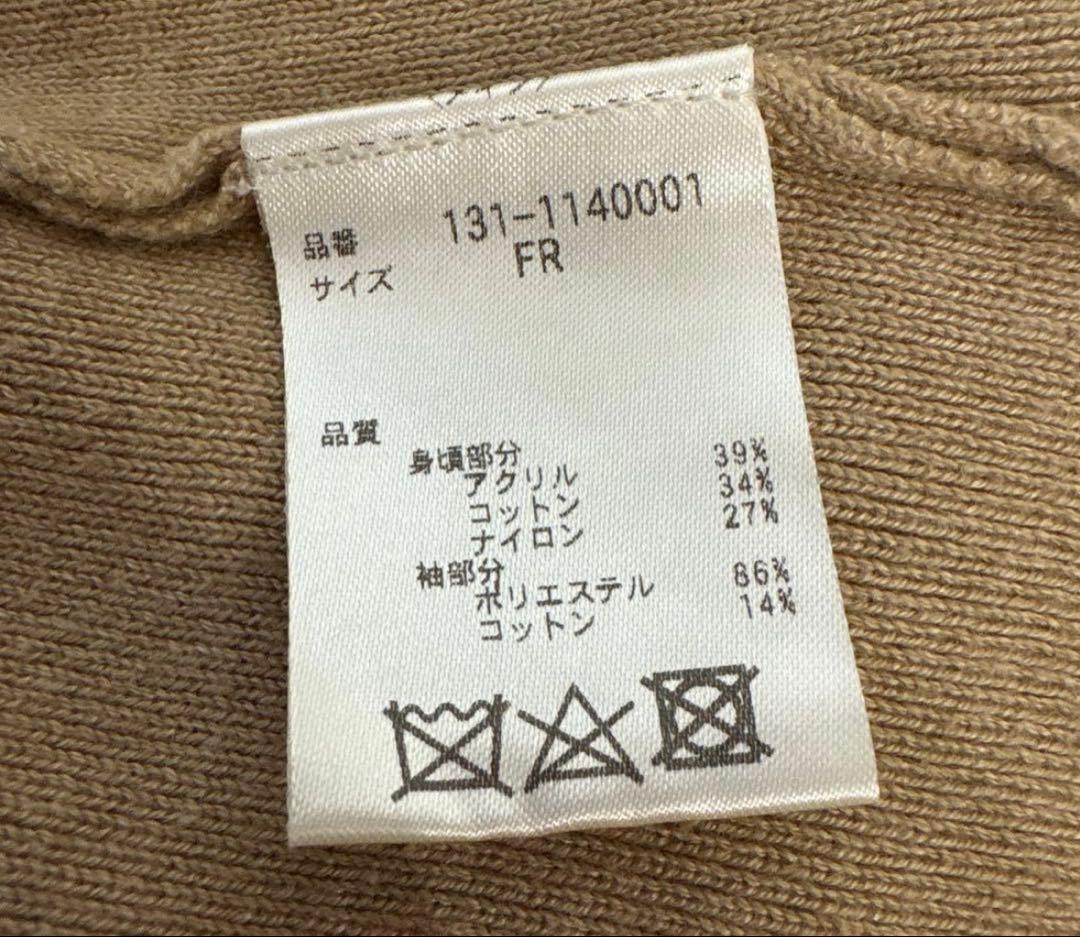 品番 131-1140001
サイズ FR
品質
身頃部分
アクリル 39%
コットン 34%
ナイロン 27%
袖部分
ポリエステル 86%
コットン 14%